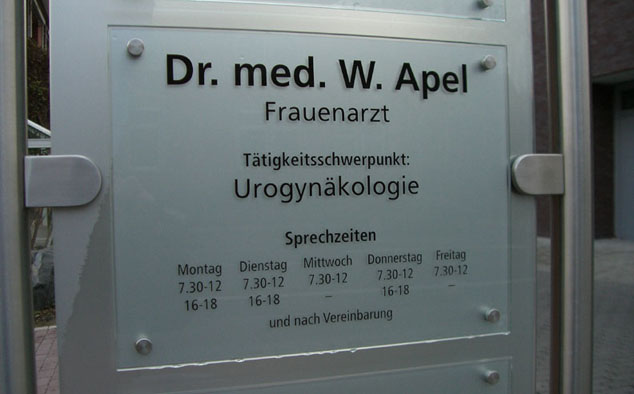 Dr. med. W. Apel
Frauenarzt
Tätigkeitsschwerpunkt:
Urogynäkologie
Sprechzeiten
Montag Dienstag Mittwoch Donnerstag Freitag
7.30-12 7.30-12 7.30-12 7.30-12 7.30-12
16-18 16-18 – 16-18 –
und nach Vereinbarung